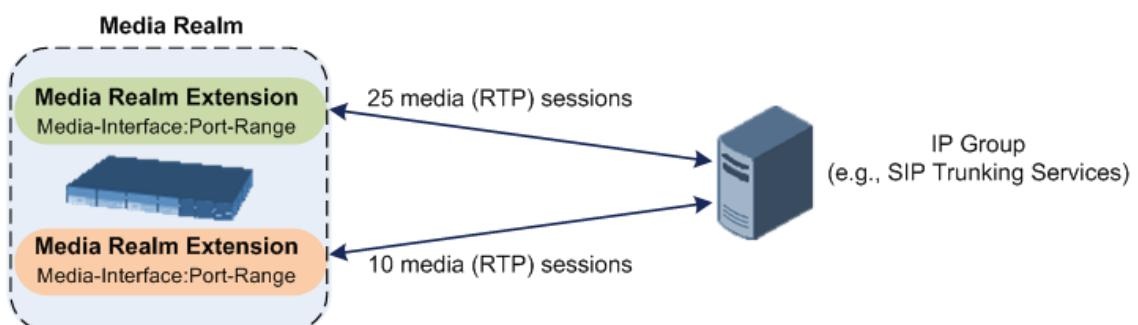 Media Realm
Media Realm Extension
Media-Interface:Port-Range
25 media (RTP) sessions
IP Group
(e.g., SIP Trunking Services)
Media Realm Extension
Media-Interface:Port-Range
10 media (RTP) sessions